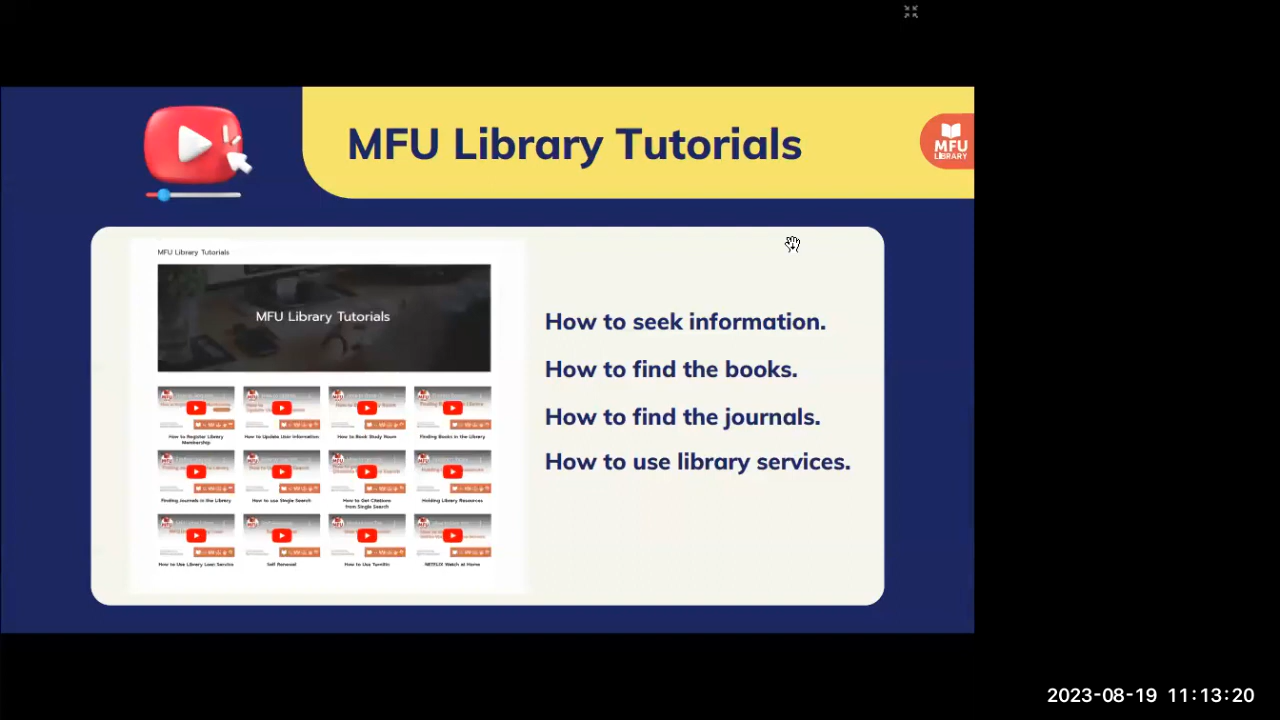 MFU Library Tutorials
MFU
LIBRARY
MFU Library Tutorials
MFU Library Tutorials
How to seek information.
How to find the books.
How to find the journals.
How to use library services.
How to Register Library
Membership
How to Update User Information
How to Book Study Room
Finding Books in the Library
Finding Journals in the Library
How to use Single Search
How to Get Citations
from Single Search
Holding Library Resources
How to Use Library Loan Service
Self Renewal
How to Use Turnitin
NETFLIX Watch at Home
2023-08-19 11:13:20